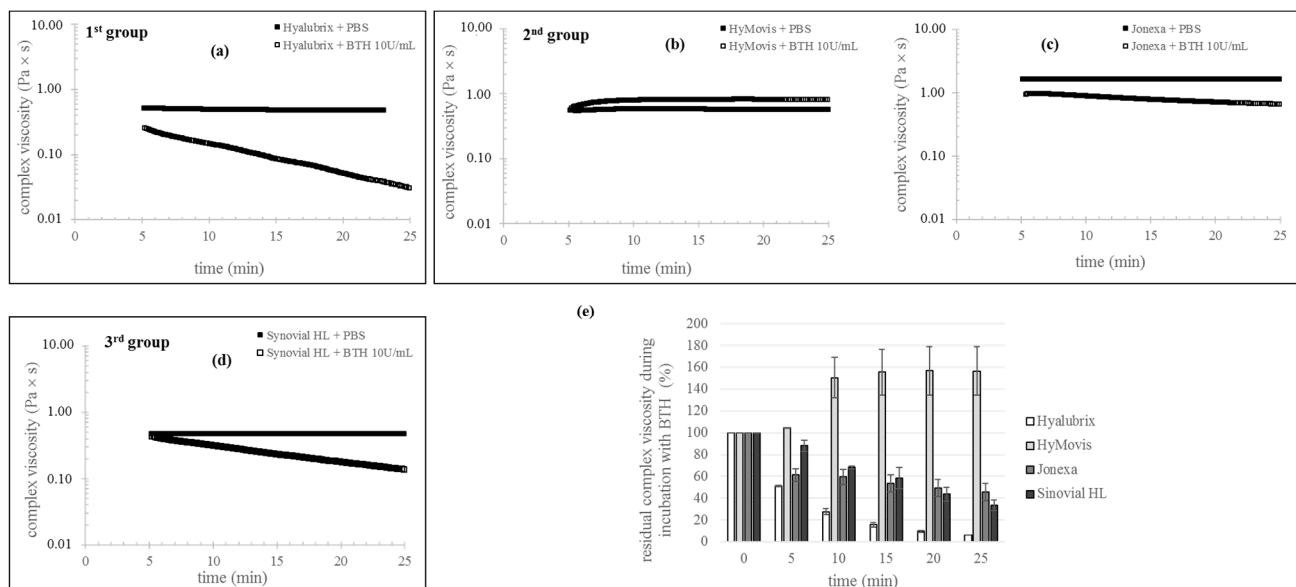 1st group
(a)
Hyalubrix + PBS
Hyalubrix + BTH 10U/mL
complex viscosity (Pa × s)
10.00
1.00
0.10
0.01
0 5 10 15 20 25
time (min)
2nd group
(b)
HyMovis + PBS
HyMovis + BTH 10U/mL
complex viscosity (Pa × s)
10.00
1.00
0.10
0.01
0 5 10 15 20 25
time (min)
(c)
Jonexa + PBS
Jonexa + BTH 10U/mL
complex viscosity (Pa × s)
10.00
1.00
0.10
0.01
0 5 10 15 20 25
time (min)
3rd group
(d)
Synovial HL + PBS
Synovial HL + BTH 10U/mL
complex viscosity (Pa × s)
10.00
1.00
0.10
0.01
0 5 10 15 20 25
time (min)
(e)
residual complex viscosity during
incubation with BTH (%)
200
180
160
140
120
100
80
60
40
20
0
0 5 10 15 20 25
time (min)
Hyalubrix
HyMovis
Jonexa
Sinovial HL